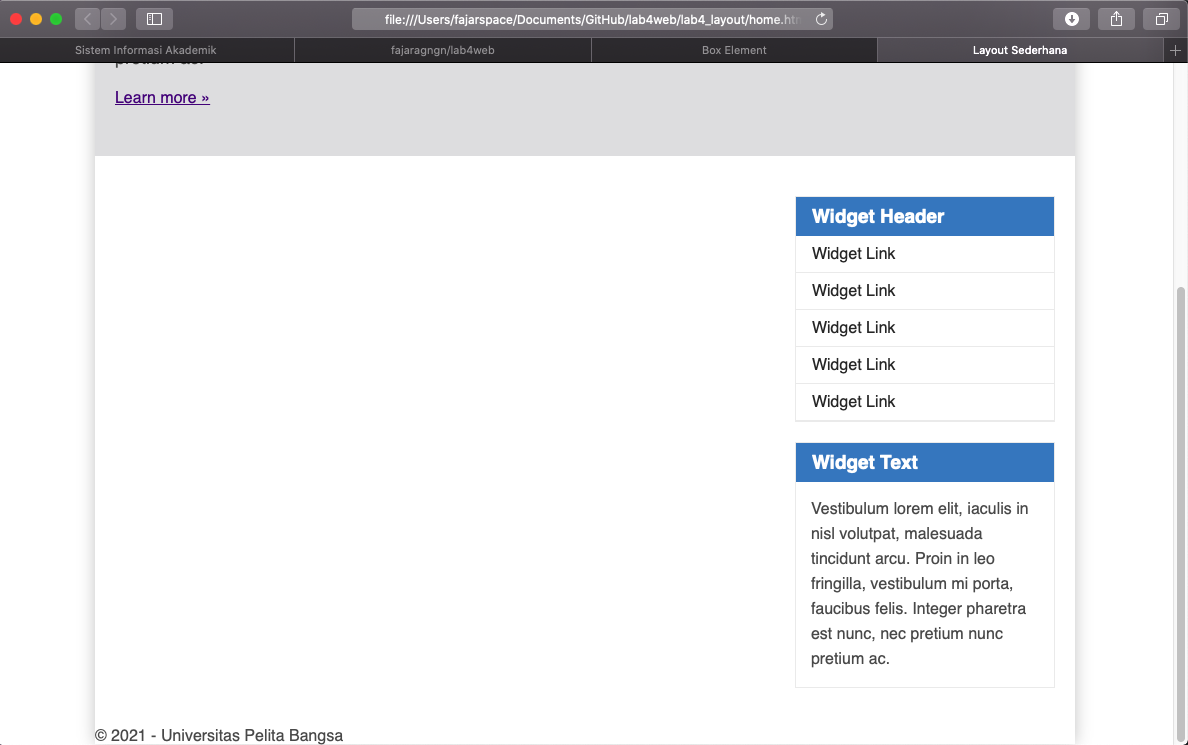 file:///Users/fajarspace/Documents/GitHub/lab4web/lab4_layout/home.htm
Sistem Informasi Akademik
fajaragngn/lab4web
Box Element
Layout Sederhana
pretium ac.
Learn more »
Widget Header
Widget Link
Widget Link
Widget Link
Widget Link
Widget Link
Widget Text
Vestibulum lorem elit, iaculis in
nisl volutpat, malesuada
tincidunt arcu. Proin in leo
fringilla, vestibulum mi porta,
faucibus felis. Integer pharetra
est nunc, nec pretium nunc
pretium ac.
© 2021 - Universitas Pelita Bangsa